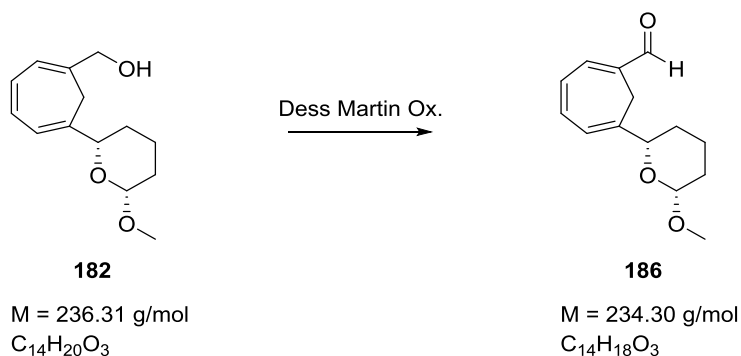 OH
O
O
Dess Martin Ox.
O
H
O
O
182
186
M = 236.31 g/mol
C14H20O3
M = 234.30 g/mol
C14H18O3